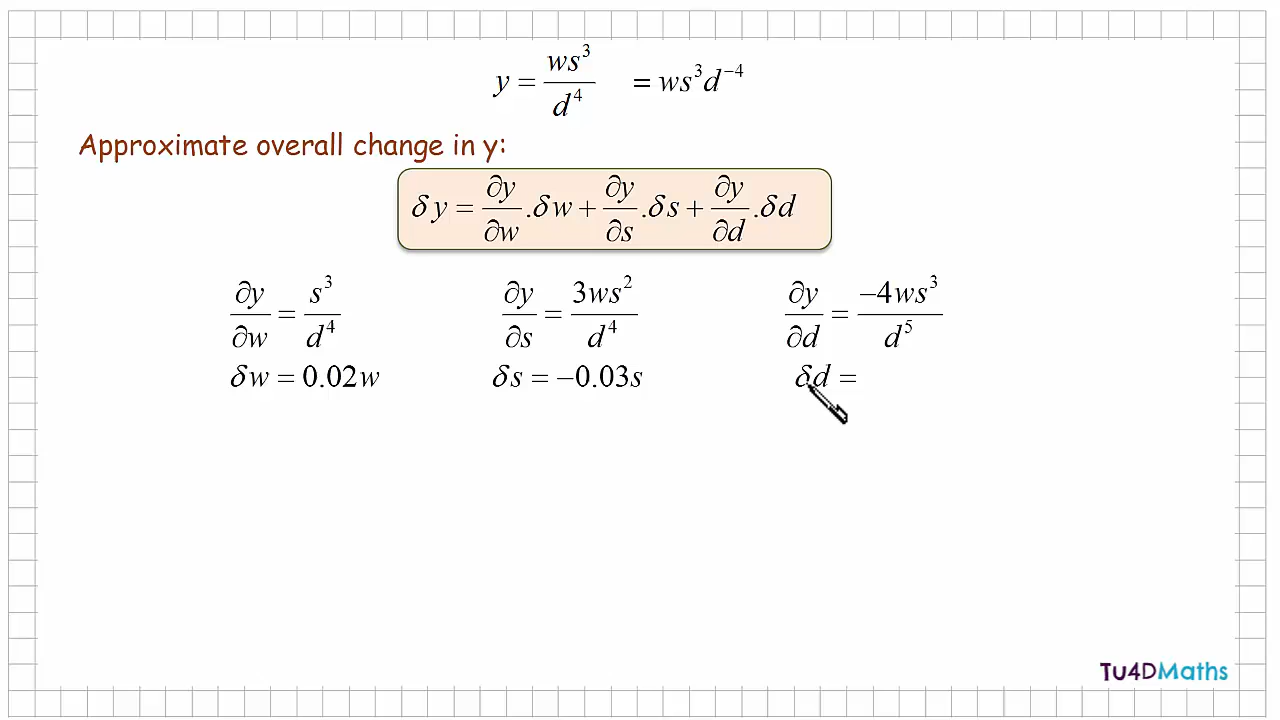 y = ws³/d⁴ = ws³d⁻⁴
Approximate overall change in y:
δy = ∂y/∂w .δw + ∂y/∂s .δs + ∂y/∂d .δd
∂y/∂w = s³/d⁴ ∂y/∂s = 3ws²/d⁴ ∂y/∂d = −4ws³/d⁵
δw = 0.02w δs = −0.03s δd =
Tu4DMaths